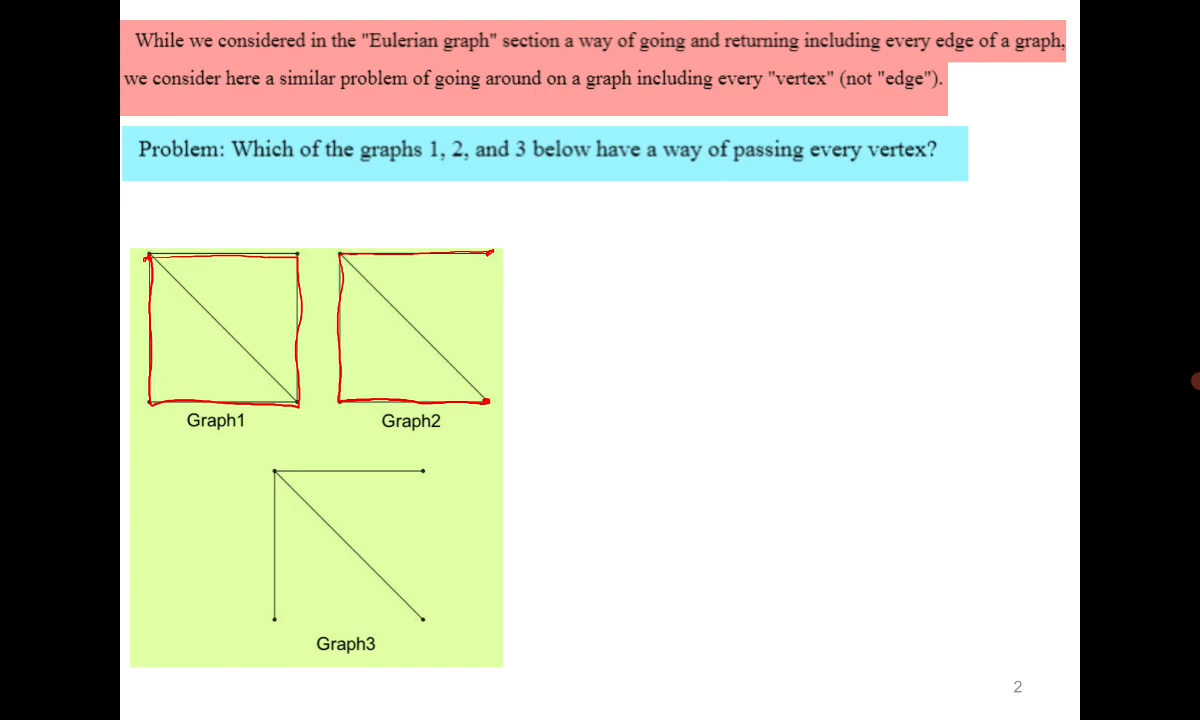 While we considered in the "Eulerian graph" section a way of going and returning including every edge of a graph,
we consider here a similar problem of going around on a graph including every "vertex" (not "edge").
Problem: Which of the graphs 1, 2, and 3 below have a way of passing every vertex?
Graph1
Graph2
Graph3
2